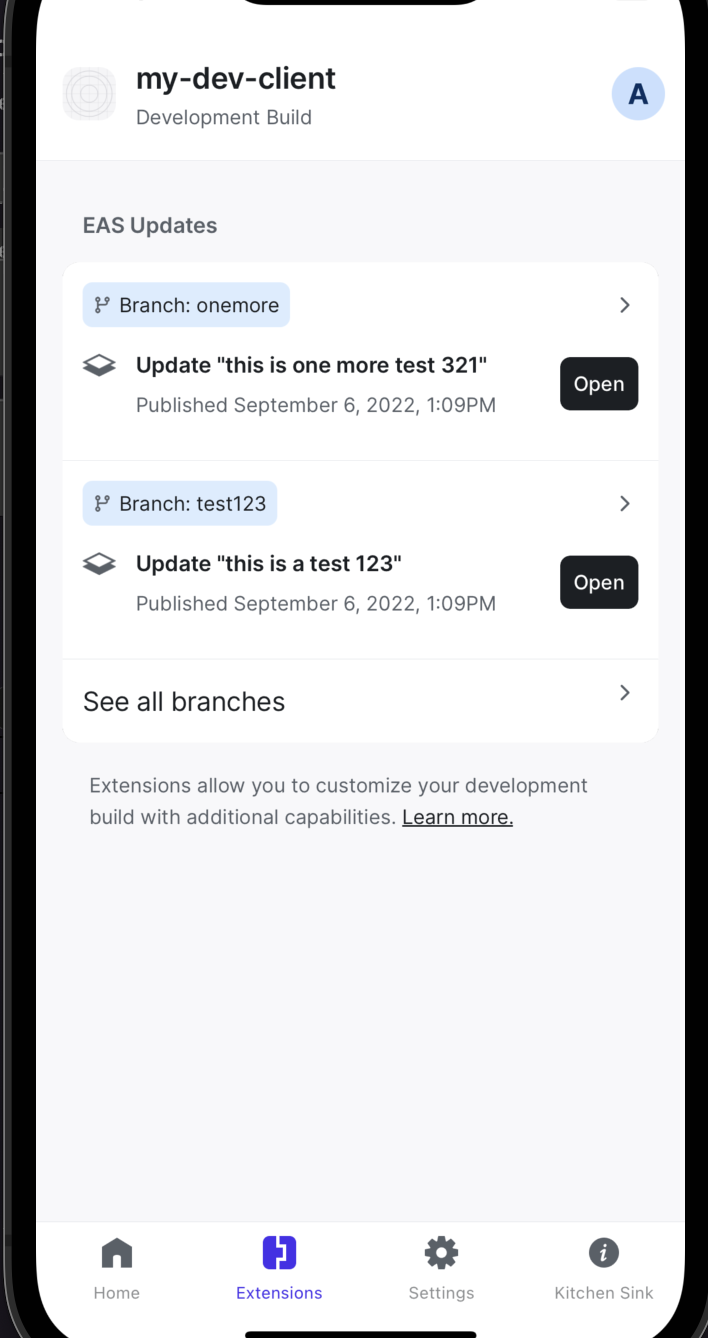 my-dev-client
Development Build
A
EAS Updates
Branch: onemore
Update "this is one more test 321"
Published September 6, 2022, 1:09PM
Open
Branch: test123
Update "this is a test 123"
Published September 6, 2022, 1:09PM
Open
See all branches
Extensions allow you to customize your development
build with additional capabilities. Learn more.
Home
Extensions
Settings
Kitchen Sink